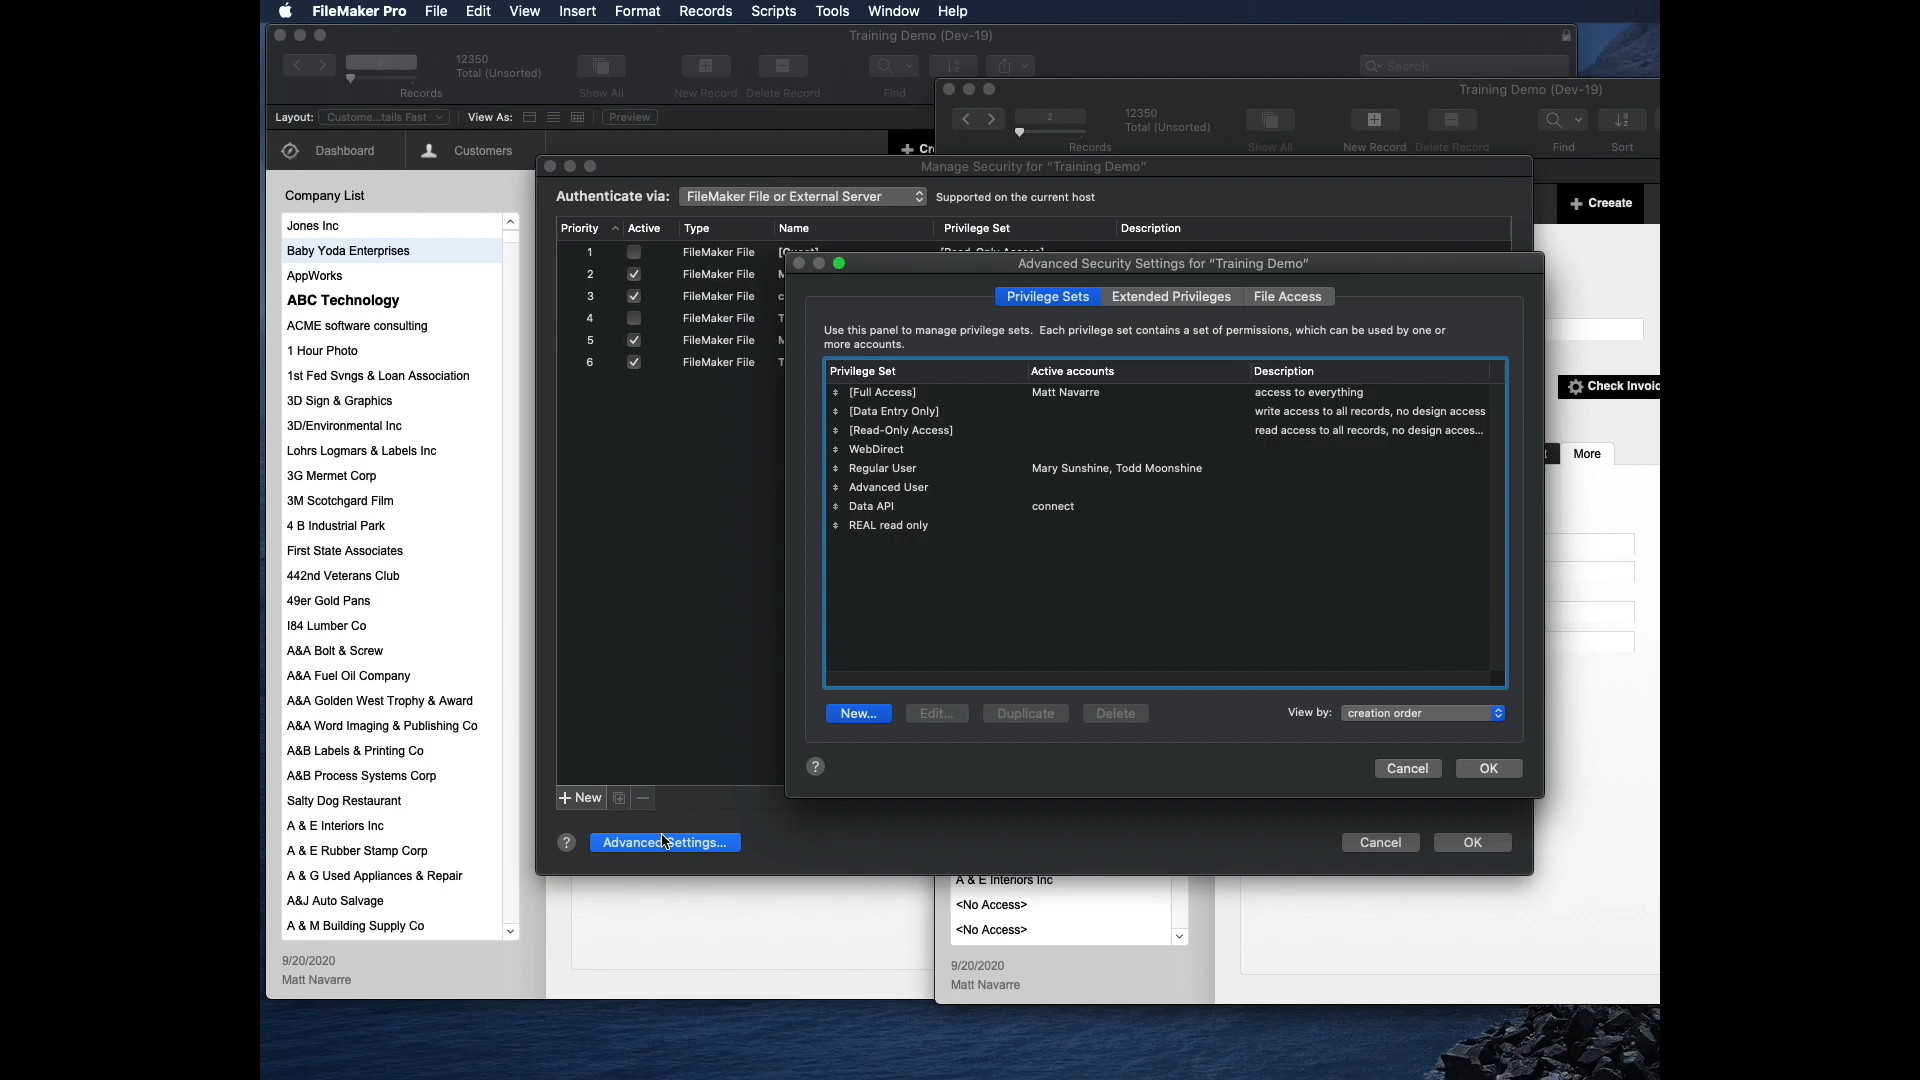 FileMaker Pro File Edit View Insert Format Records Scripts Tools Window Help
Training Demo (Dev-19)
2
12350
Total (Unsorted)
Records
Show All
New Record
Delete Record
Find
Search
Layout: Custome...tails Fast View As: Preview
Dashboard
Customers
Company List
Jones Inc
Baby Yoda Enterprises
AppWorks
ABC Technology
ACME software consulting
1 Hour Photo
1st Fed Svngs & Loan Association
3D Sign & Graphics
3D/Environmental Inc
Lohrs Logmars & Labels Inc
3G Mermet Corp
3M Scotchgard Film
4 B Industrial Park
First State Associates
442nd Veterans Club
49er Gold Pans
I84 Lumber Co
A&A Bolt & Screw
A&A Fuel Oil Company
A&A Golden West Trophy & Award
A&A Word Imaging & Publishing Co
A&B Labels & Printing Co
A&B Process Systems Corp
Salty Dog Restaurant
A & E Interiors Inc
A & E Rubber Stamp Corp
A & G Used Appliances & Repair
A&J Auto Salvage
A & M Building Supply Co
9/20/2020
Matt Navarre
Training Demo (Dev-19)
2
12350
Total (Unsorted)
Records
Show All
New Record
Delete Record
Find
Sort
Create
Check Invoic
More
A & E Interiors Inc
<No Access>
<No Access>
9/20/2020
Matt Navarre
Manage Security for "Training Demo"
Authenticate via: FileMaker File or External Server Supported on the current host
Priority Active Type Name Privilege Set Description
1 FileMaker File [Guest] [Read-Only Access]
2 FileMaker File
3 FileMaker File
4 FileMaker File
5 FileMaker File
6 FileMaker File
New
? Advanced Settings... Cancel OK
Advanced Security Settings for "Training Demo"
Privilege Sets Extended Privileges File Access
Use this panel to manage privilege sets. Each privilege set contains a set of permissions, which can be used by one or
more accounts.
Privilege Set Active accounts Description
[Full Access] Matt Navarre access to everything
[Data Entry Only] write access to all records, no design access
[Read-Only Access] read access to all records, no design acces...
WebDirect
Regular User Mary Sunshine, Todd Moonshine
Advanced User
Data API connect
REAL read only
New... Edit... Duplicate Delete View by: creation order
? Cancel OK